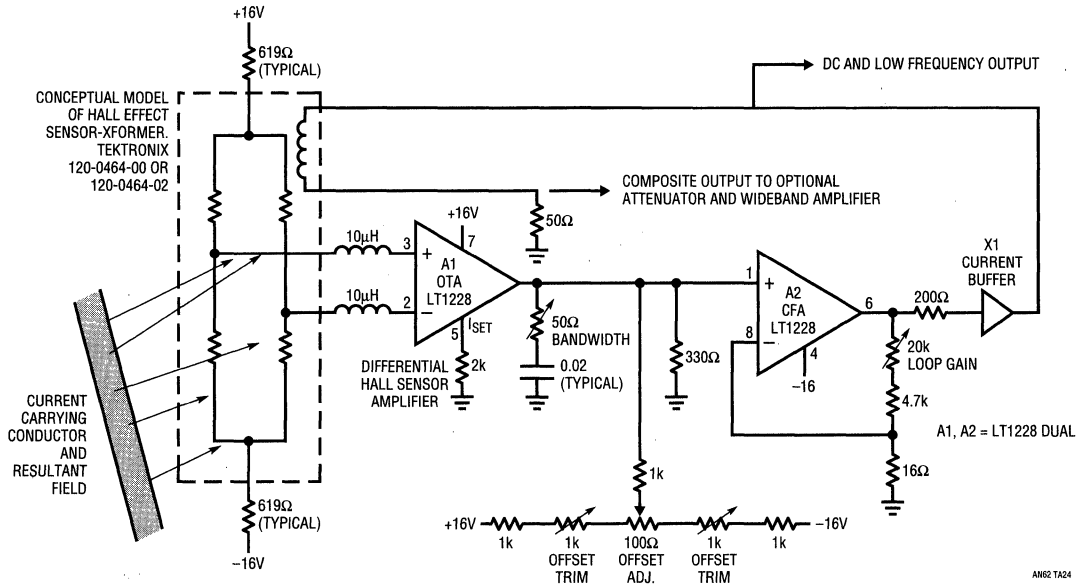 +16V
619Ω
(TYPICAL)
DC AND LOW FREQUENCY OUTPUT
CONCEPTUAL MODEL
OF HALL EFFECT
SENSOR-XFORMER.
TEKTRONIX
120-0464-00 OR
120-0464-02
COMPOSITE OUTPUT TO OPTIONAL
ATTENUATOR AND WIDEBAND AMPLIFIER
50Ω
+16V
7
10µH
3
+
A1
OTA
LT1228
10µH
2
−
5
ISET
2k
DIFFERENTIAL
HALL SENSOR
AMPLIFIER
50Ω
BANDWIDTH
0.02
(TYPICAL)
330Ω
1
+
A2
CFA
LT1228
8
−
4
−16
6
200Ω
X1
CURRENT
BUFFER
20k
LOOP GAIN
4.7k
A1, A2 = LT1228 DUAL
16Ω
CURRENT
CARRYING
CONDUCTOR
AND
RESULTANT
FIELD
619Ω
(TYPICAL)
−16V
1k
+16V
−16V
1k
1k
OFFSET
TRIM
100Ω
OFFSET
ADJ.
1k
OFFSET
TRIM
1k
AN62 TA24